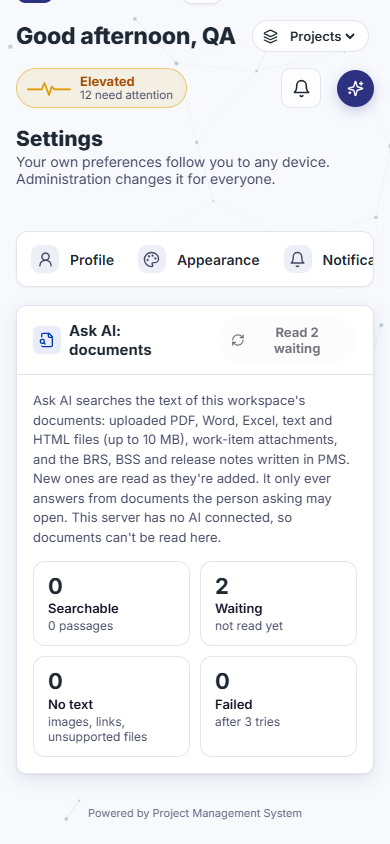 Good afternoon, QA
Projects
Elevated
12 need attention
Settings
Your own preferences follow you to any device.
Administration changes it for everyone.
Profile
Appearance
Notifica
Ask AI:
documents
Read 2
waiting
Ask AI searches the text of this workspace's
documents: uploaded PDF, Word, Excel, text and
HTML files (up to 10 MB), work-item attachments,
and the BRS, BSS and release notes written in PMS.
New ones are read as they're added. It only ever
answers from documents the person asking may
open. This server has no AI connected, so
documents can't be read here.
0
Searchable
0 passages
2
Waiting
not read yet
0
No text
images, links,
unsupported files
0
Failed
after 3 tries
Powered by Project Management System